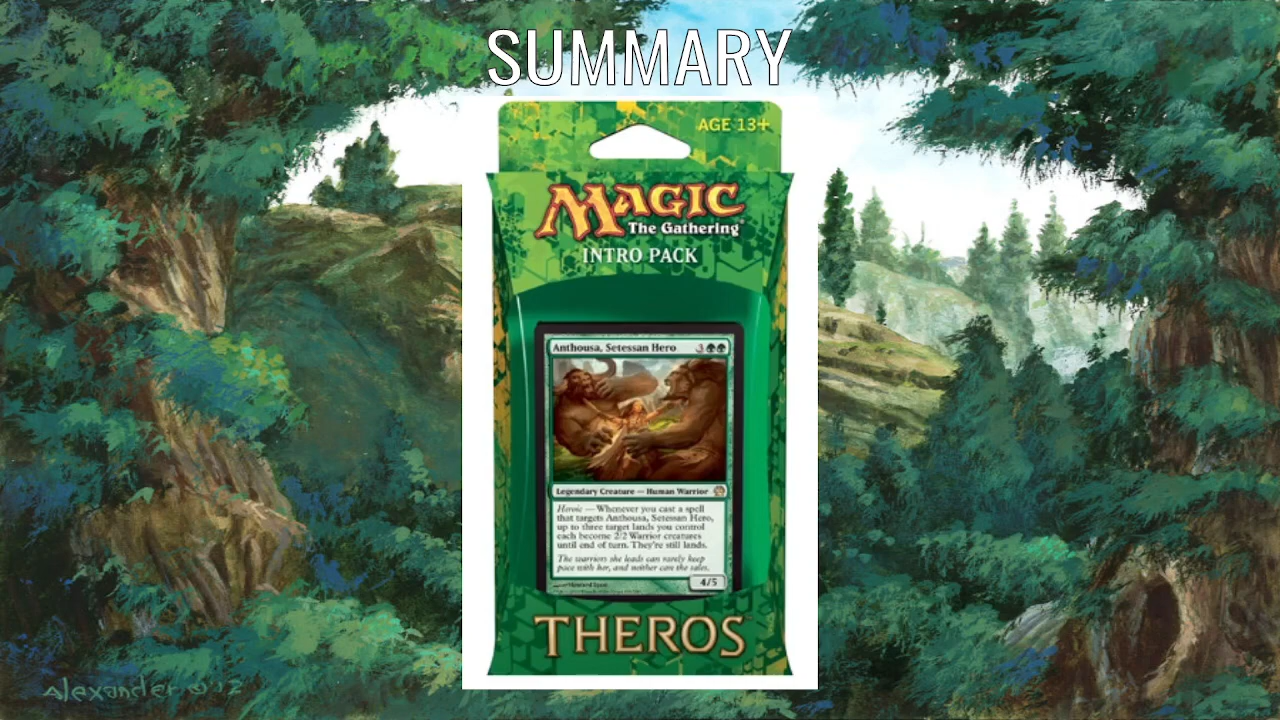 SUMMARY
AGE 13+
MAGIC
The Gathering
INTRO PACK
Anthousa, Setessan Hero 3
Legendary Creature — Human Warrior
Heroic — Whenever you cast a spell
that targets Anthousa, Setessan Hero,
up to three target lands you control
each become 2/2 Warrior creatures
until end of turn. They're still lands.
The warriors she leads can rarely keep
pace with her, and neither can the tales.
4/5
THEROS
Alexander ©'12